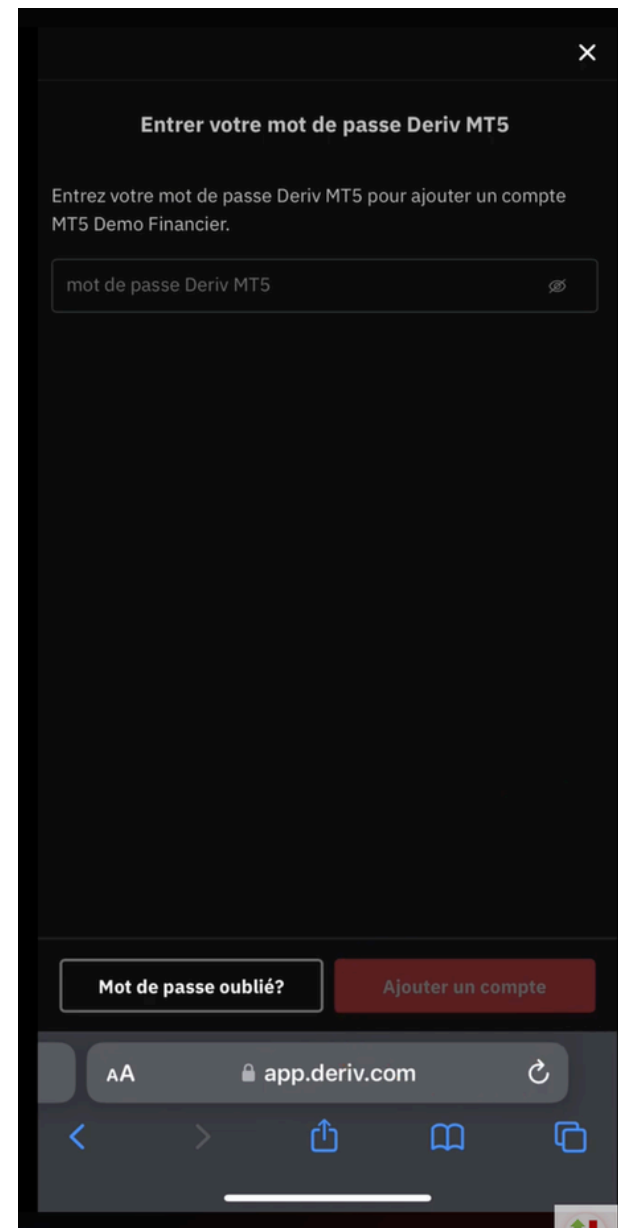 Entrer votre mot de passe Deriv MT5
Entrez votre mot de passe Deriv MT5 pour ajouter un compte
MT5 Demo Financier.
mot de passe Deriv MT5
Mot de passe oublié?
Ajouter un compte
AA
app.deriv.com